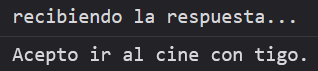 recibiendo la respuesta...
Acepto ir al cine con tigo.